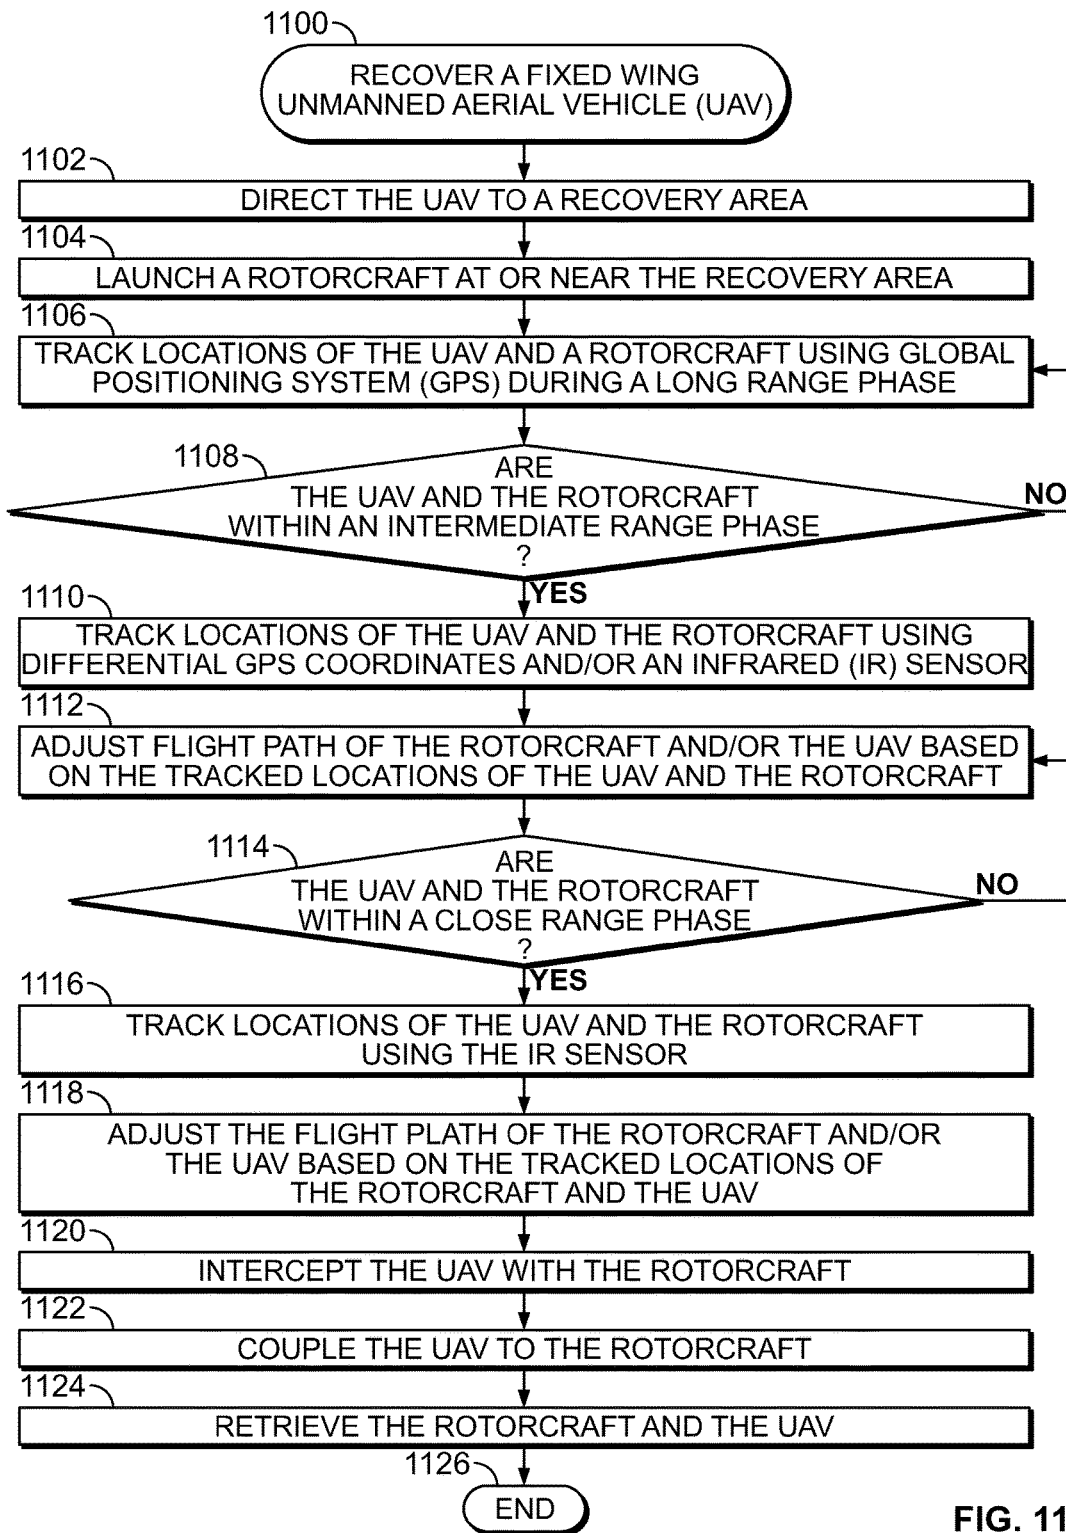 1100
RECOVER A FIXED WING
UNMANNED AERIAL VEHICLE (UAV)
1102
DIRECT THE UAV TO A RECOVERY AREA
1104
LAUNCH A ROTORCRAFT AT OR NEAR THE RECOVERY AREA
1106
TRACK LOCATIONS OF THE UAV AND A ROTORCRAFT USING GLOBAL
POSITIONING SYSTEM (GPS) DURING A LONG RANGE PHASE
1108
ARE
THE UAV AND THE ROTORCRAFT
WITHIN AN INTERMEDIATE RANGE PHASE
?
NO
YES
1110
TRACK LOCATIONS OF THE UAV AND THE ROTORCRAFT USING
DIFFERENTIAL GPS COORDINATES AND/OR AN INFRARED (IR) SENSOR
1112
ADJUST FLIGHT PATH OF THE ROTORCRAFT AND/OR THE UAV BASED
ON THE TRACKED LOCATIONS OF THE UAV AND THE ROTORCRAFT
1114
ARE
THE UAV AND THE ROTORCRAFT
WITHIN A CLOSE RANGE PHASE
?
NO
YES
1116
TRACK LOCATIONS OF THE UAV AND THE ROTORCRAFT
USING THE IR SENSOR
1118
ADJUST THE FLIGHT PLATH OF THE ROTORCRAFT AND/OR
THE UAV BASED ON THE TRACKED LOCATIONS OF
THE ROTORCRAFT AND THE UAV
1120
INTERCEPT THE UAV WITH THE ROTORCRAFT
1122
COUPLE THE UAV TO THE ROTORCRAFT
1124
RETRIEVE THE ROTORCRAFT AND THE UAV
1126
END
FIG. 11